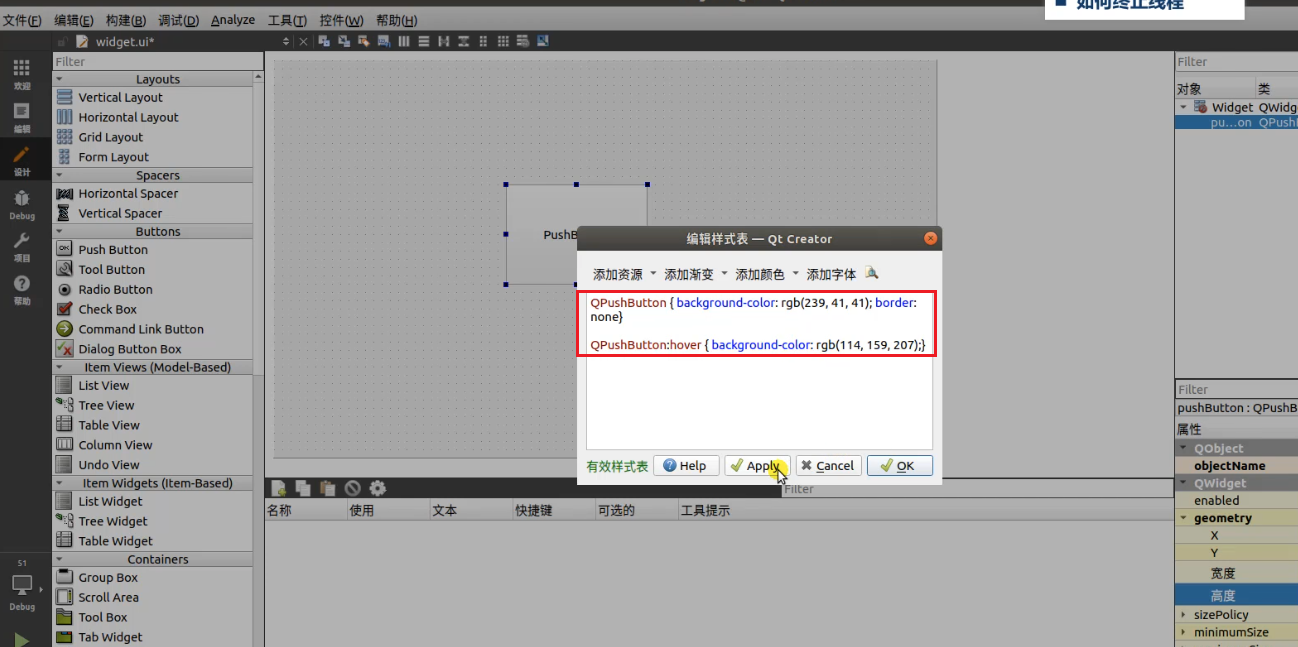 ■ 如何终止线程
文件(F) 编辑(E) 构建(B) 调试(D) Analyze 工具(T) 控件(W) 帮助(H)
widget.ui*
Filter
Filter
欢迎
编辑
设计
Debug
项目
帮助
Layouts
Vertical Layout
Horizontal Layout
Grid Layout
Form Layout
Spacers
Horizontal Spacer
Vertical Spacer
Buttons
Push Button
Tool Button
Radio Button
Check Box
Command Link Button
Dialog Button Box
Item Views (Model-Based)
List View
Tree View
Table View
Column View
Undo View
Item Widgets (Item-Based)
List Widget
Tree Widget
Table Widget
Containers
Group Box
Scroll Area
Tool Box
Tab Widget
51
Debug
PushB
编辑样式表 — Qt Creator
添加资源 添加渐变 添加颜色 添加字体
QPushButton { background-color: rgb(239, 41, 41); border:
none}
QPushButton:hover { background-color: rgb(114, 159, 207);}
有效样式表 Help Apply Cancel OK
Filter
名称 使用 文本 快捷键 可选的 工具提示
对象 类
Widget QWidg
pu...on QPushB
Filter
pushButton : QPushB
属性
QObject
objectName
QWidget
enabled
geometry
X
Y
宽度
高度
sizePolicy
minimumSize